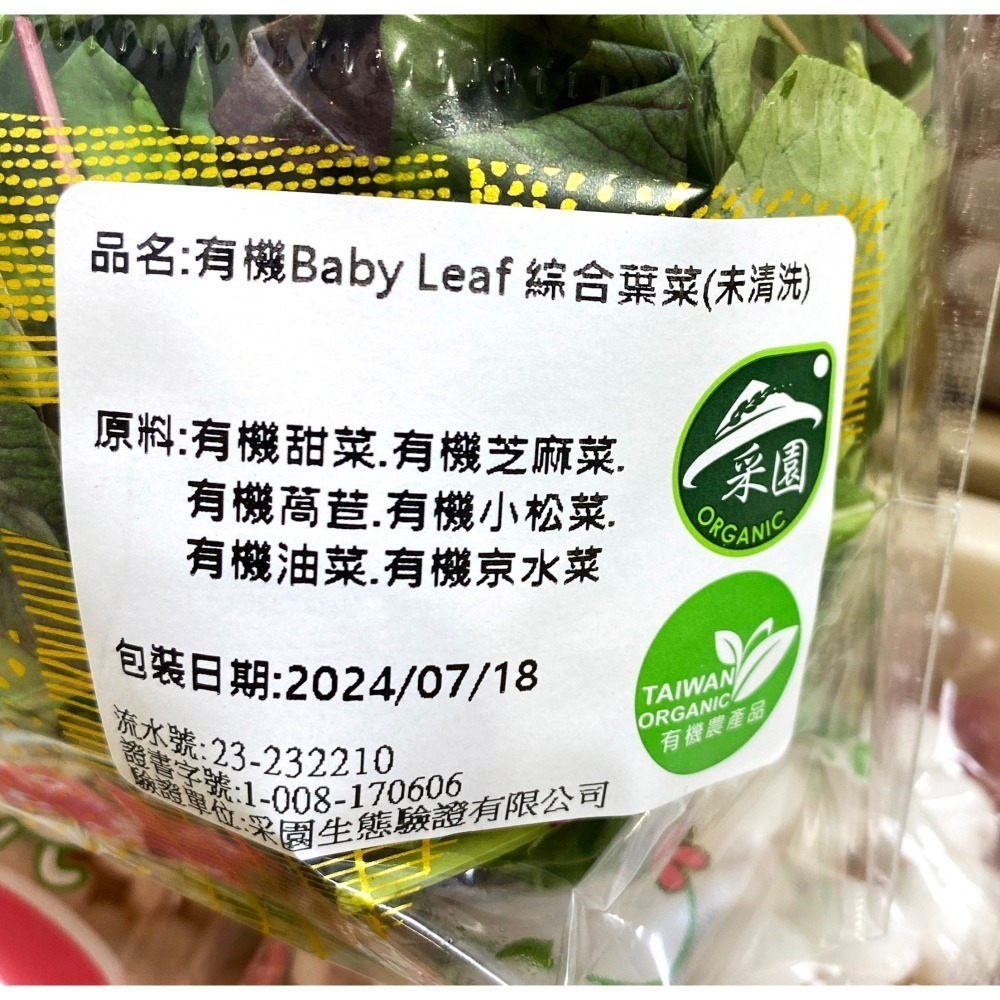 品名:有機Baby Leaf 綜合葉菜(未清洗)
原料:有機甜菜.有機芝麻菜.
有機萵苣.有機小松菜.
有機油菜.有機京水菜
包裝日期:2024/07/18
流水號:23-232210
證書字號:1-008-170606
驗證單位:采園生態驗證有限公司
采園
ORGANIC
TAIWAN
ORGANIC
有機農產品